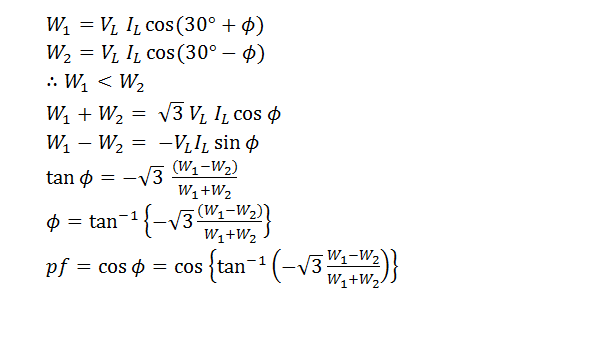 W₁ = V_L I_L cos(30° + ϕ)
W₂ = V_L I_L cos(30° − ϕ)
∴ W₁ < W₂
W₁ + W₂ = √3 V_L I_L cos ϕ
W₁ − W₂ = −V_L I_L sin ϕ
tan ϕ = −√3 (W₁−W₂)/W₁+W₂
ϕ = tan⁻¹{−√3 (W₁−W₂)/W₁+W₂}
pf = cos ϕ = cos {tan⁻¹ (−√3 W₁−W₂/W₁+W₂)}